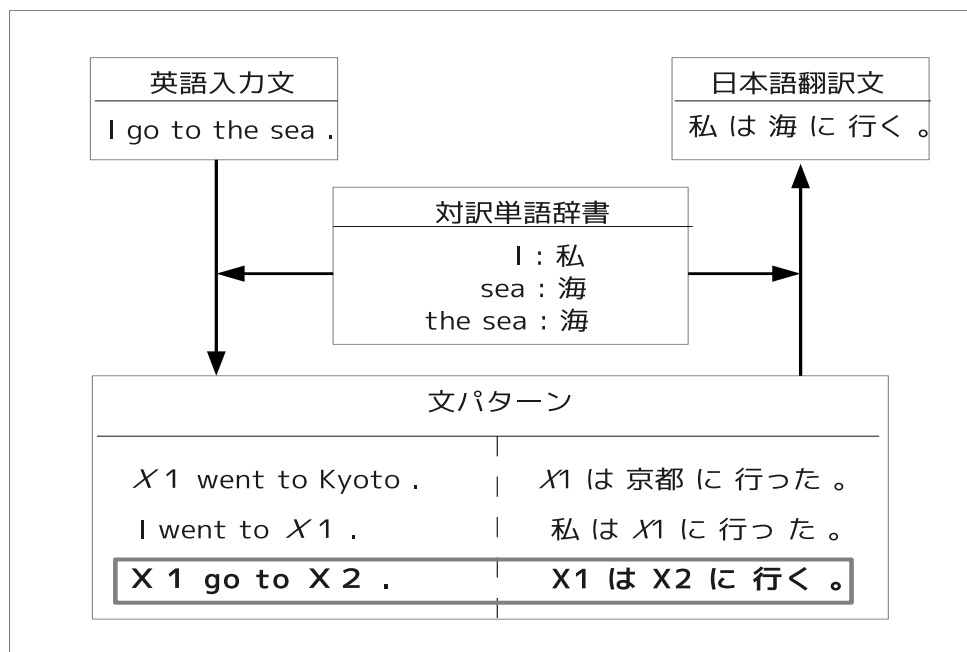 英語入力文
I go to the sea .
日本語翻訳文
私 は 海 に 行く 。
対訳単語辞書
I : 私
sea : 海
the sea : 海
文パターン
X 1 went to Kyoto . X1 は 京都 に 行った 。
I went to X 1 . 私 は X1 に 行っ た 。
X 1 go to X 2 . X1 は X2 に 行く 。